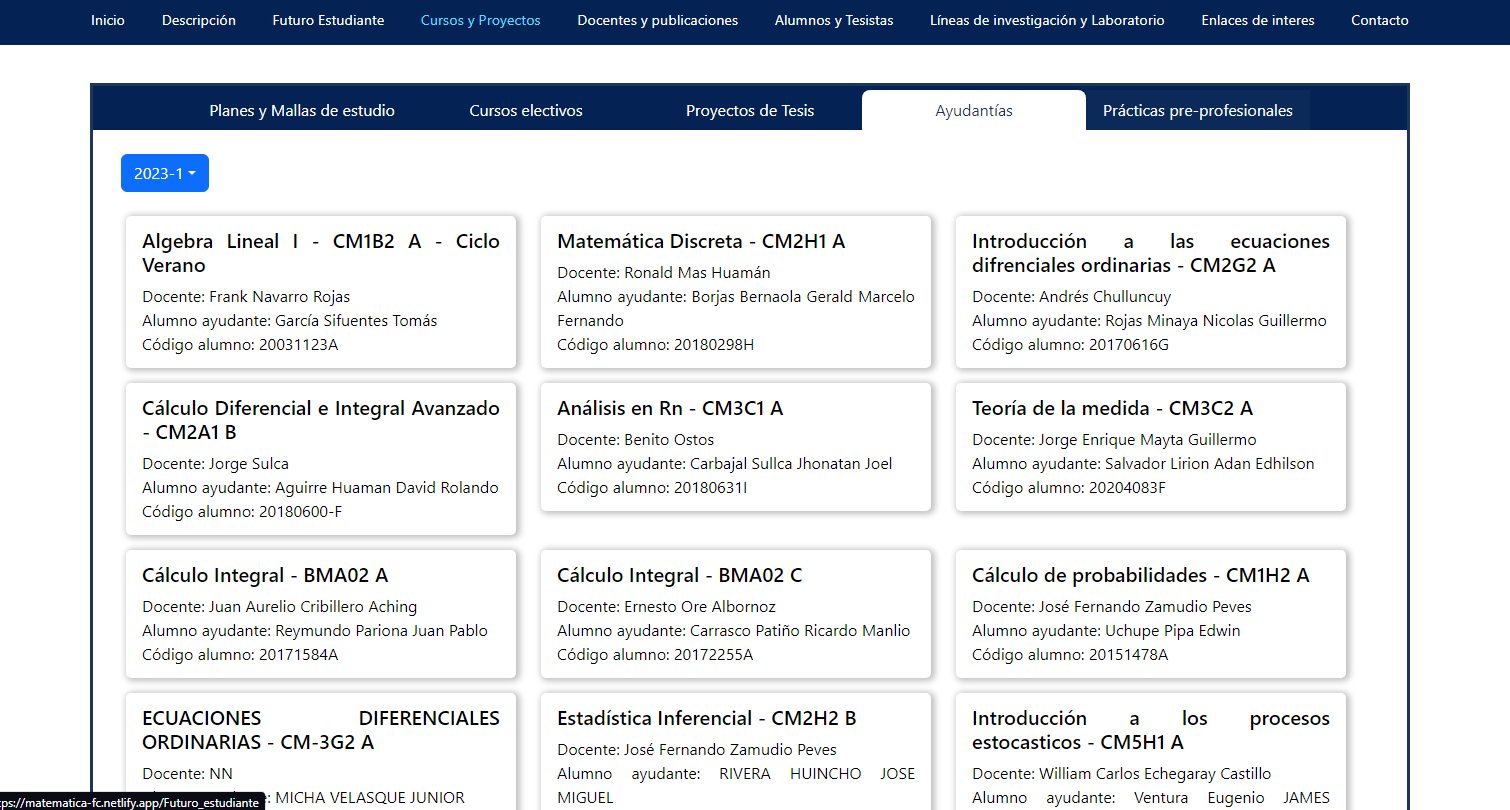 Inicio Descripción Futuro Estudiante Cursos y Proyectos Docentes y publicaciones Alumnos y Tesistas Líneas de investigación y Laboratorio Enlaces de interes Contacto
Planes y Mallas de estudio Cursos electivos Proyectos de Tesis Ayudantías Prácticas pre-profesionales
2023-1
Algebra Lineal I - CM1B2 A - Ciclo
Verano
Docente: Frank Navarro Rojas
Alumno ayudante: García Sifuentes Tomás
Código alumno: 20031123A
Matemática Discreta - CM2H1 A
Docente: Ronald Mas Huamán
Alumno ayudante: Borjas Bernaola Gerald Marcelo
Fernando
Código alumno: 20180298H
Introducción a las ecuaciones
difrenciales ordinarias - CM2G2 A
Docente: Andrés Chulluncuy
Alumno ayudante: Rojas Minaya Nicolas Guillermo
Código alumno: 20170616G
Cálculo Diferencial e Integral Avanzado
- CM2A1 B
Docente: Jorge Sulca
Alumno ayudante: Aguirre Huaman David Rolando
Código alumno: 20180600-F
Análisis en Rn - CM3C1 A
Docente: Benito Ostos
Alumno ayudante: Carbajal Sullca Jhonatan Joel
Código alumno: 20180631I
Teoría de la medida - CM3C2 A
Docente: Jorge Enrique Mayta Guillermo
Alumno ayudante: Salvador Lirion Adan Edhilson
Código alumno: 20204083F
Cálculo Integral - BMA02 A
Docente: Juan Aurelio Cribillero Aching
Alumno ayudante: Reymundo Pariona Juan Pablo
Código alumno: 20171584A
Cálculo Integral - BMA02 C
Docente: Ernesto Ore Albornoz
Alumno ayudante: Carrasco Patiño Ricardo Manlio
Código alumno: 20172255A
Cálculo de probabilidades - CM1H2 A
Docente: José Fernando Zamudio Peves
Alumno ayudante: Uchupe Pipa Edwin
Código alumno: 20151478A
ECUACIONES DIFERENCIALES
ORDINARIAS - CM-3G2 A
Docente: NN
: MICHA VELASQUE JUNIOR
Estadística Inferencial - CM2H2 B
Docente: José Fernando Zamudio Peves
Alumno ayudante: RIVERA HUINCHO JOSE
MIGUEL
Introducción a los procesos
estocasticos - CM5H1 A
Docente: William Carlos Echegaray Castillo
Alumno ayudante: Ventura Eugenio JAMES
tps://matematica-fc.netlify.app/Futuro_estudiante